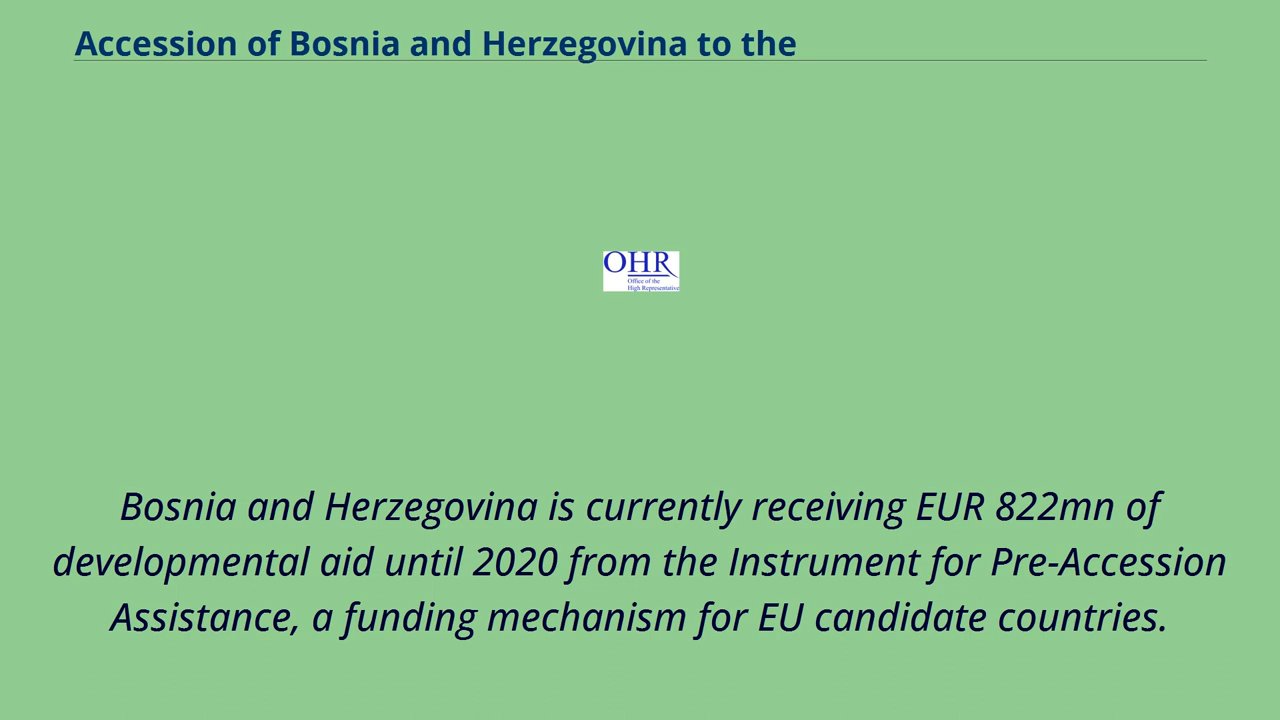 Accession of Bosnia and Herzegovina to the
OHR
Office of the
High Representative
Bosnia and Herzegovina is currently receiving EUR 822mn of
developmental aid until 2020 from the Instrument for Pre-Accession
Assistance, a funding mechanism for EU candidate countries.